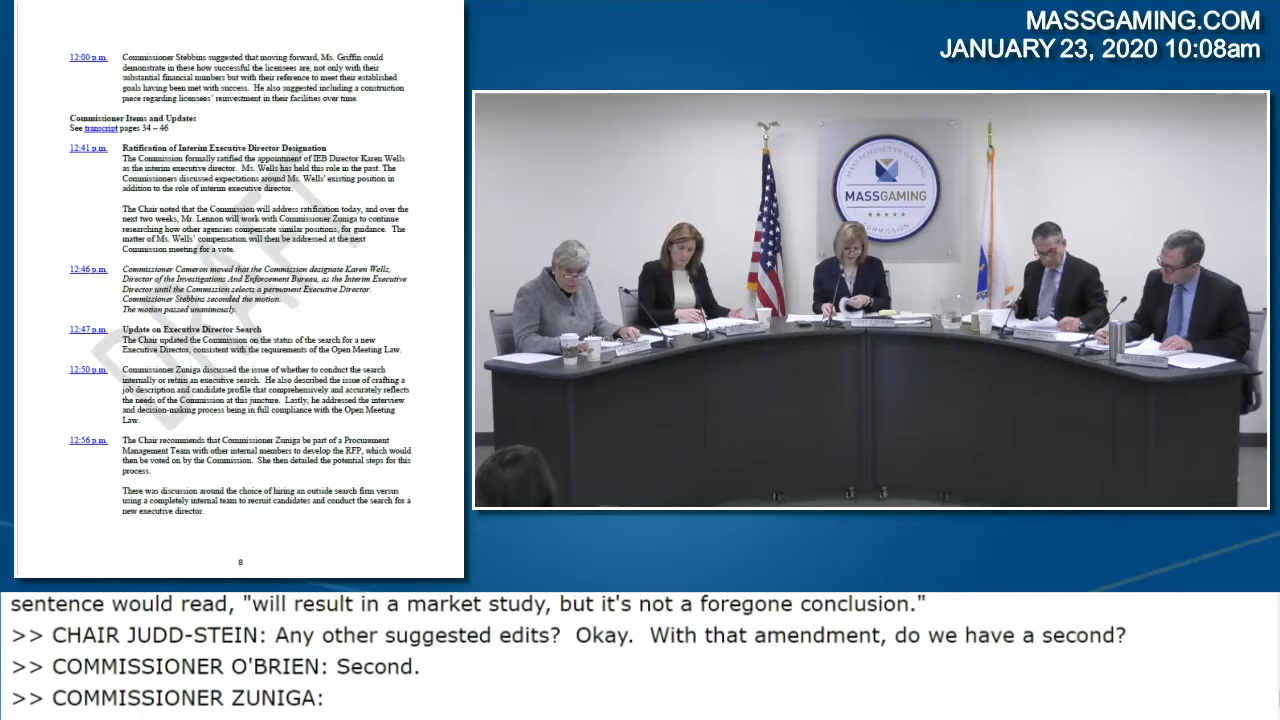 MASSGAMING.COM
JANUARY 23, 2020 10:08am
12:00 p.m. Commissioner Stebbins suggested that moving forward, Ms. Griffin could
demonstrate in these how successful the licensees are, not only with their
substantial financial numbers but with their reference to meet their established
goals having been met with success. He also suggested including a construction
piece regarding licensees' reinvestment in their facilities over time.
Commissioner Items and Updates
See transcript pages 34 – 46
12:41 p.m. Ratification of Interim Executive Director Designation
The Commission formally ratified the appointment of IEB Director Karen Wells
as the interim executive director. Ms. Wells has held this role in the past. The
Commissioners discussed expectations around Ms. Wells' existing position in
addition to the role of interim executive director.
The Chair noted that the Commission will address ratification today, and over the
next two weeks, Mr. Lennon will work with Commissioner Zuniga to continue
researching how other agencies compensate similar positions, for guidance. The
matter of Ms. Wells' compensation will then be addressed at the next
Commission meeting for a vote.
12:46 p.m. Commissioner Cameron moved that the Commission designate Karen Wells,
Director of the Investigations And Enforcement Bureau, as the Interim Executive
Director until the Commission selects a permanent Executive Director.
Commissioner Stebbins seconded the motion.
The motion passed unanimously.
12:47 p.m. Update on Executive Director Search
The Chair updated the Commission on the status of the search for a new
Executive Director, consistent with the requirements of the Open Meeting Law.
12:50 p.m. Commissioner Zuniga discussed the issue of whether to conduct the search
internally or retain an executive search. He also described the issue of crafting a
job description and candidate profile that comprehensively and accurately reflects
the needs of the Commission at this juncture. Lastly, he addressed the interview
and decision-making process being in full compliance with the Open Meeting
Law.
12:56 p.m. The Chair recommends that Commissioner Zuniga be part of a Procurement
Management Team with other internal members to develop the RFP, which would
then be voted on by the Commission. She then detailed the potential steps for this
process.
There was discussion around the choice of hiring an outside search firm versus
using a completely internal team to recruit candidates and conduct the search for a
new executive director.
8
DRAFT
MASSACHUSETTS GAMING
MASSGAMING
COMMISSION
sentence would read, "will result in a market study, but it's not a foregone conclusion."
>> CHAIR JUDD-STEIN: Any other suggested edits? Okay. With that amendment, do we have a second?
>> COMMISSIONER O'BRIEN: Second.
>> COMMISSIONER ZUNIGA: